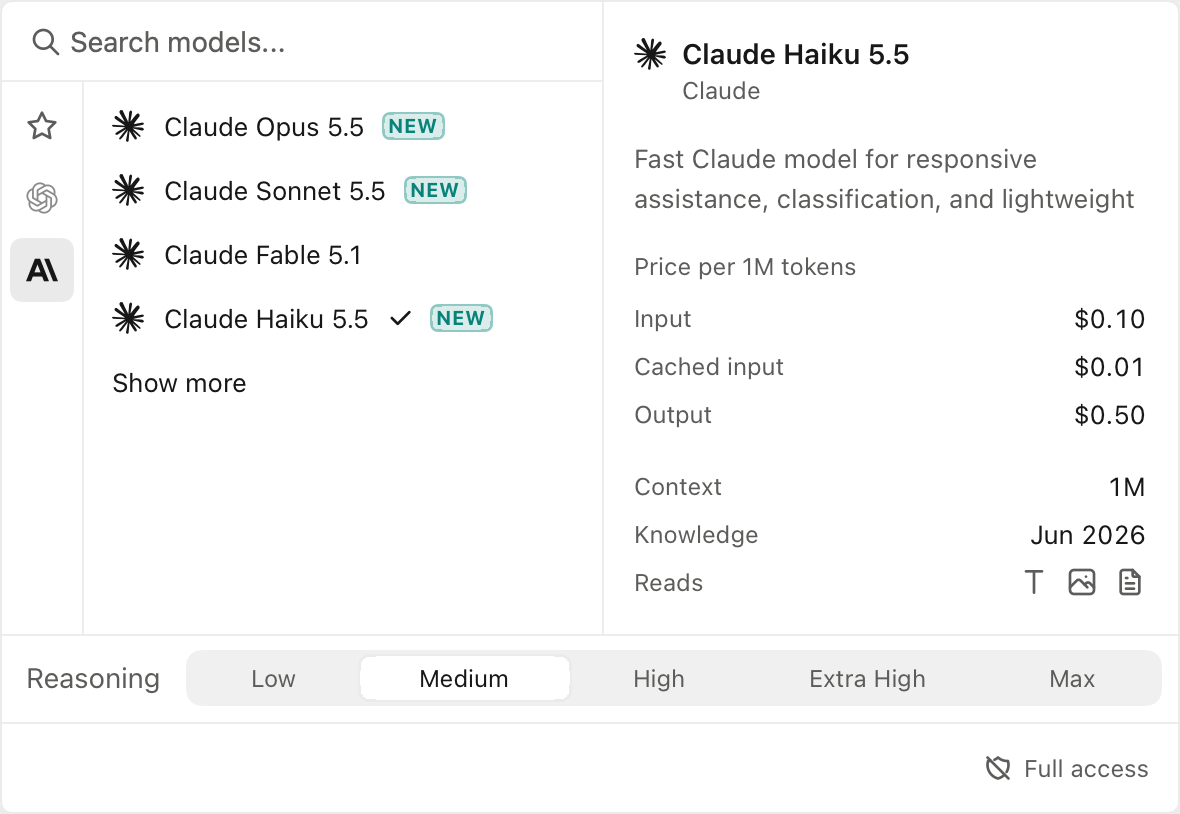 Search models...
Claude Opus 5.5 NEW
Claude Sonnet 5.5 NEW
Claude Fable 5.1
Claude Haiku 5.5 NEW
Show more
Claude Haiku 5.5
Claude
Fast Claude model for responsive
assistance, classification, and lightweight
Price per 1M tokens
Input $0.10
Cached input $0.01
Output $0.50
Context 1M
Knowledge Jun 2026
Reads
Reasoning Low Medium High Extra High Max
Full access